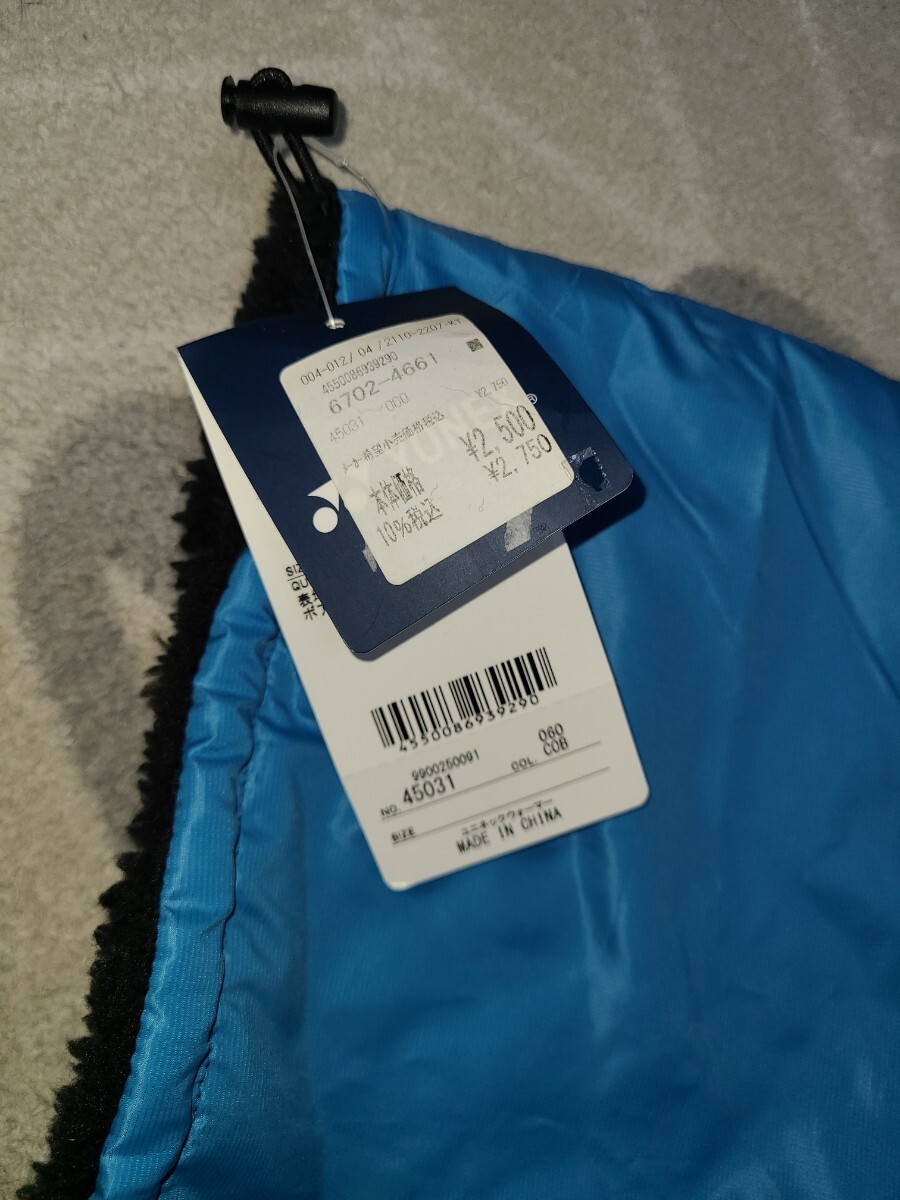 004-012/ 04 /2110-2207-KT
4550086939290
6702-4661
45031 060
メーカー希望小売価格税込 ¥2,750
本体価格 ¥2,500
10%税込 ¥2,750
®
4550086939290
9900250091 060
NO. 45031 COL. COB
SIZE ユニネックウォーマー
MADE IN CHINA